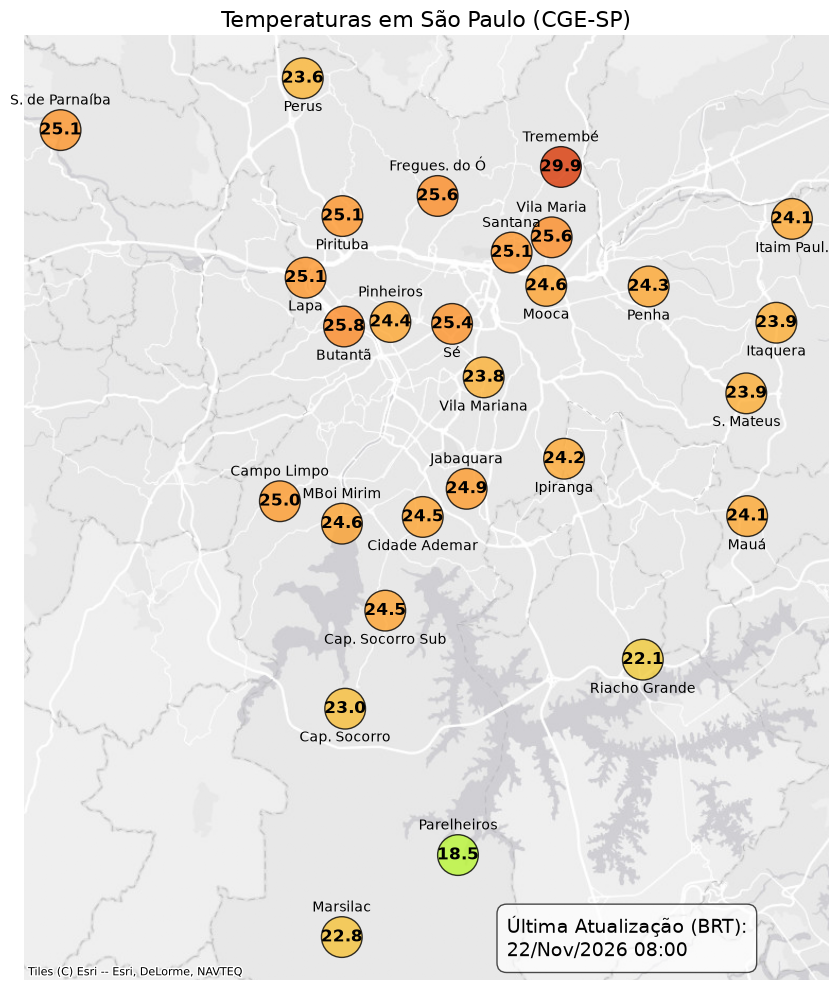 Temperaturas em São Paulo (CGE-SP)
23.6
Perus
S. de Parnaíba
25.1
Tremembé
29.9
Fregues. do Ó
25.6
25.1
Pirituba
Vila Maria
25.6
Santana
25.1
24.1
Itaim Paul.
25.1
Lapa
24.6
Mooca
24.3
Penha
Pinheiros
24.4
25.8
Butantã
25.4
Sé
23.9
Itaquera
23.8
Vila Mariana
23.9
S. Mateus
24.2
Ipiranga
Jabaquara
24.9
Campo Limpo
25.0
MBoi Mirim
24.6
24.5
Cidade Ademar
24.1
Mauá
24.5
Cap. Socorro Sub
22.1
Riacho Grande
23.0
Cap. Socorro
Parelheiros
18.5
Marsilac
22.8
Última Atualização (BRT):
22/Nov/2026 08:00
Tiles (C) Esri -- Esri, DeLorme, NAVTEQ